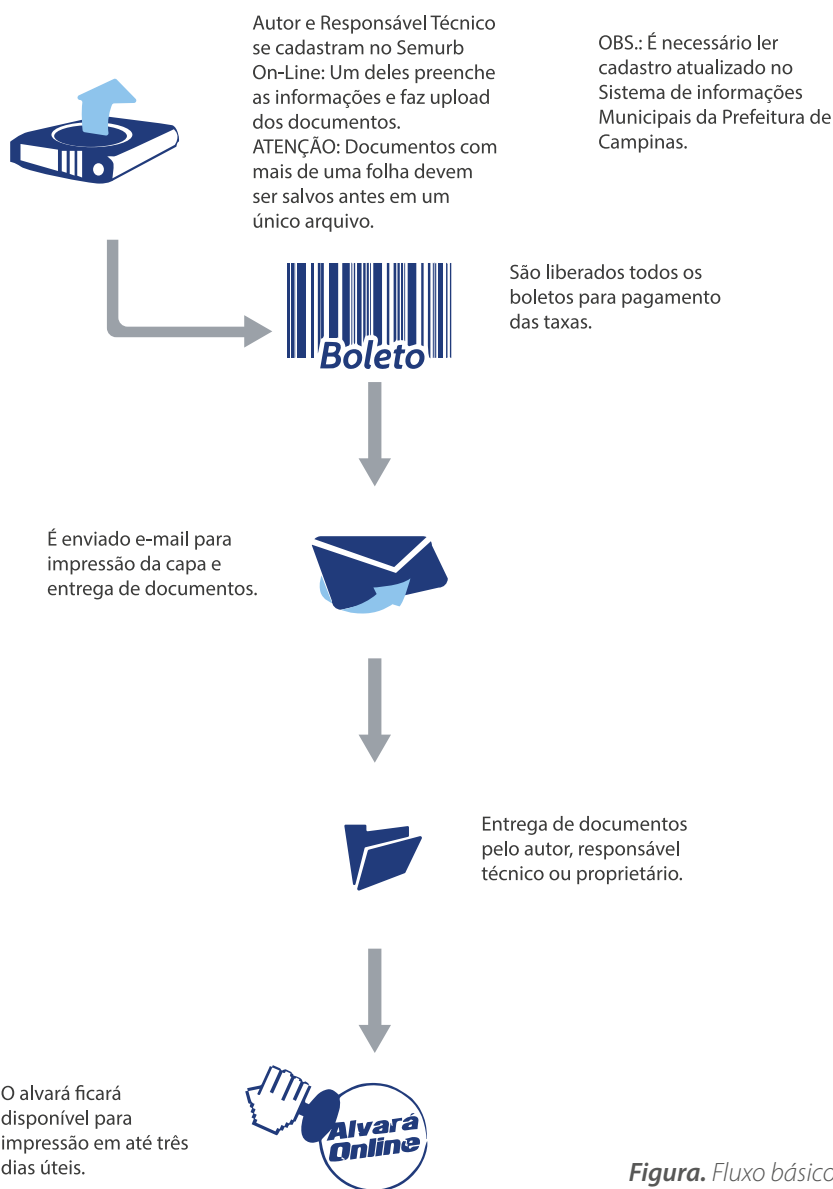 Autor e Responsável Técnico
se cadastram no Semurb
On-Line: Um deles preenche
as informações e faz upload
dos documentos.
ATENÇÃO: Documentos com
mais de uma folha devem
ser salvos antes em um
único arquivo.
OBS.: É necessário ler
cadastro atualizado no
Sistema de informações
Municipais da Prefeitura de
Campinas.
Boleto
São liberados todos os
boletos para pagamento
das taxas.
É enviado e-mail para
impressão da capa e
entrega de documentos.
Entrega de documentos
pelo autor, responsável
técnico ou proprietário.
O alvará ficará
disponível para
impressão em até três
dias úteis.
Alvará
Online
Figura. Fluxo básico